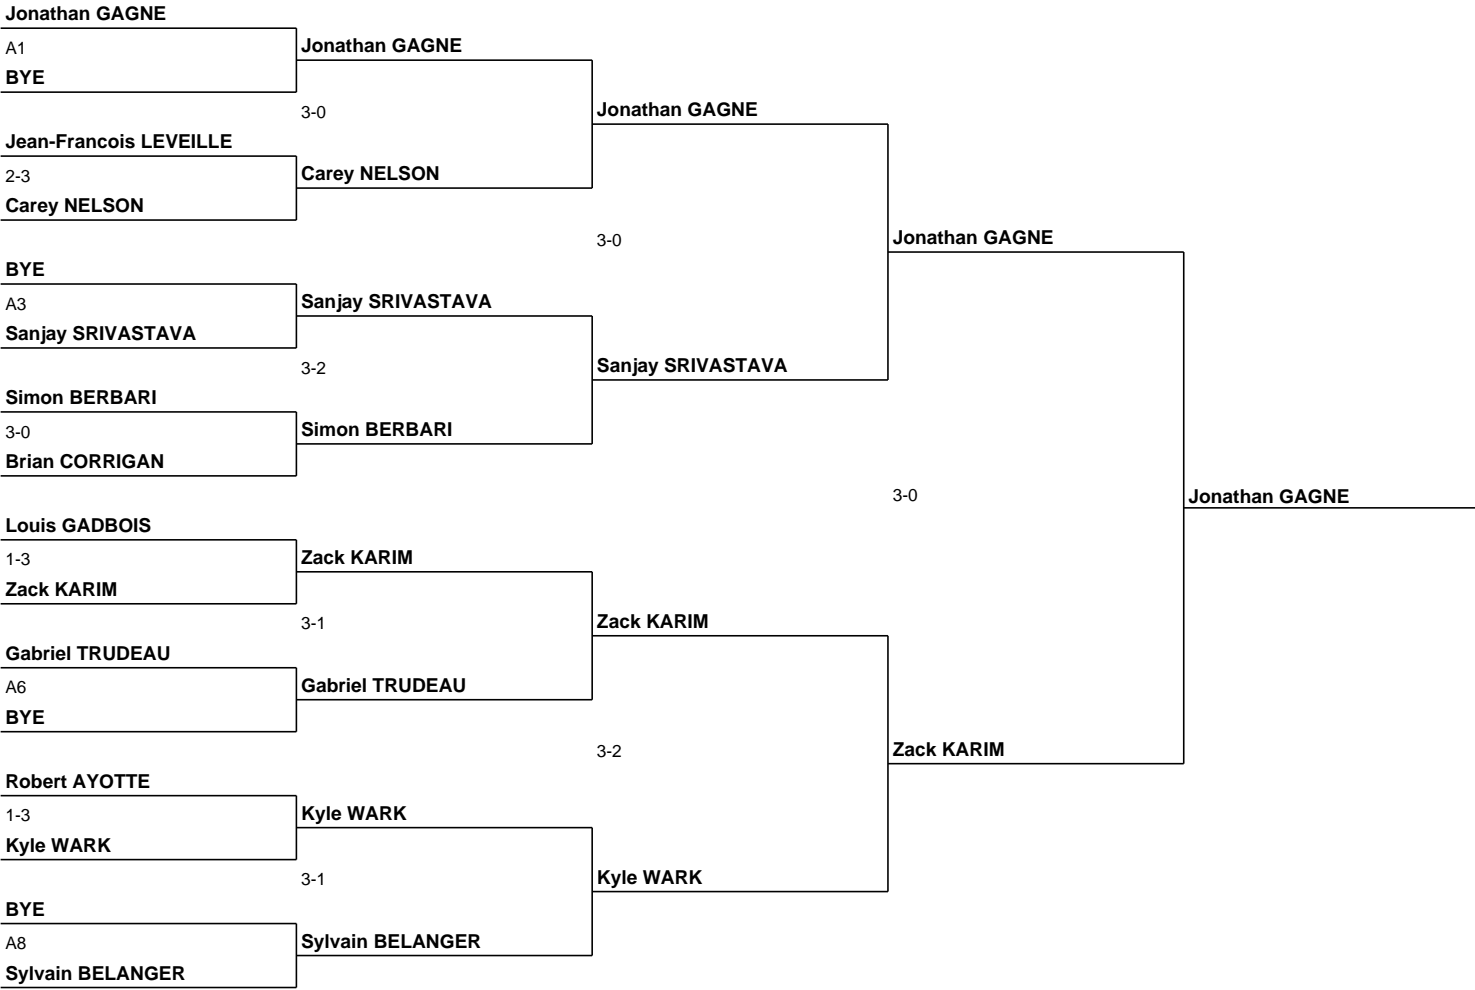 Jonathan GAGNE
A1
BYE
Jean-Francois LEVEILLE
2-3
Carey NELSON
BYE
A3
Sanjay SRIVASTAVA
Simon BERBARI
3-0
Brian CORRIGAN
Louis GADBOIS
1-3
Zack KARIM
Gabriel TRUDEAU
A6
BYE
Robert AYOTTE
1-3
Kyle WARK
BYE
A8
Sylvain BELANGER
Jonathan GAGNE
3-0
Carey NELSON
Sanjay SRIVASTAVA
3-2
Simon BERBARI
Zack KARIM
3-1
Gabriel TRUDEAU
Kyle WARK
3-1
Sylvain BELANGER
Jonathan GAGNE
3-0
Sanjay SRIVASTAVA
Zack KARIM
3-2
Kyle WARK
Jonathan GAGNE
3-0
Zack KARIM
Jonathan GAGNE